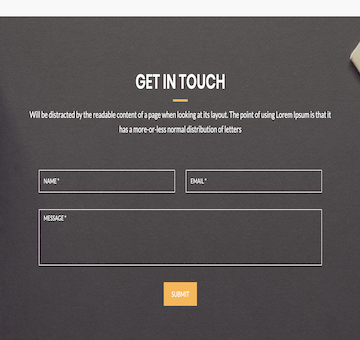 GET IN TOUCH
Will be distracted by the readable content of a page when looking at its layout. The point of using Lorem Ipsum is that it
has a more-or-less normal distribution of letters
NAME* EMAIL*
MESSAGE*
SUBMIT